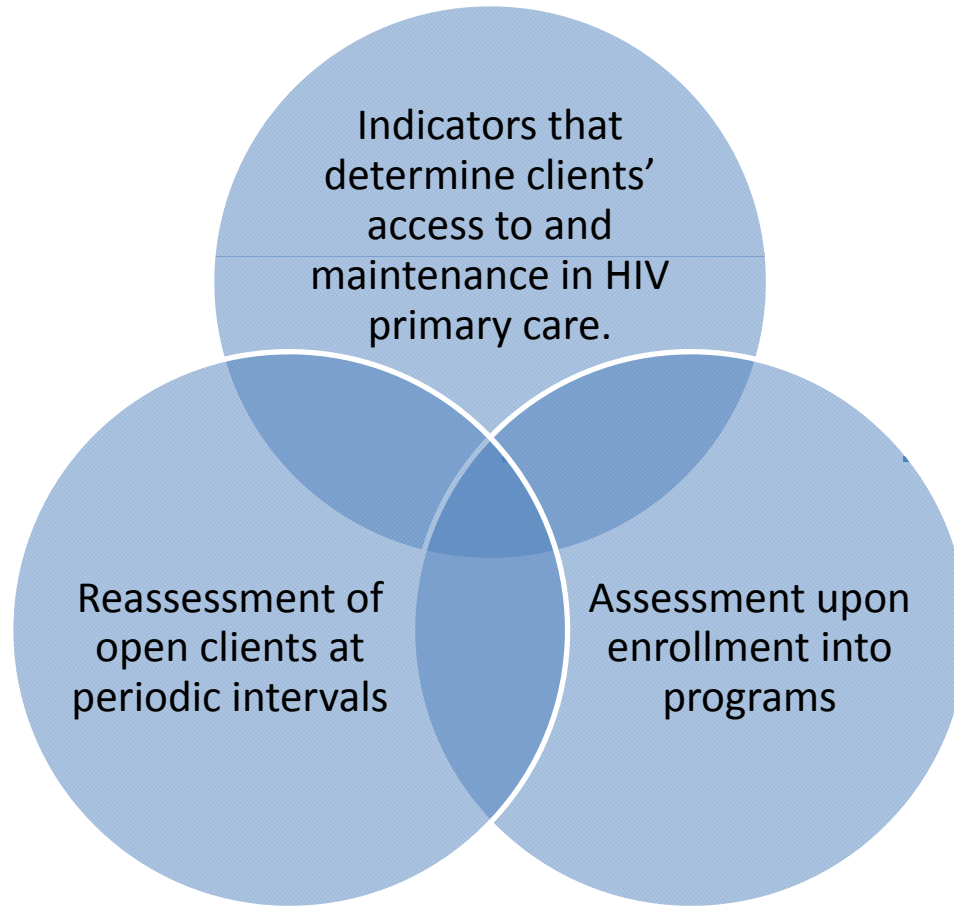 Indicators that
determine clients’
access to and
maintenance in HIV
primary care.
Reassessment of
open clients at
periodic intervals
Assessment upon
enrollment into
programs